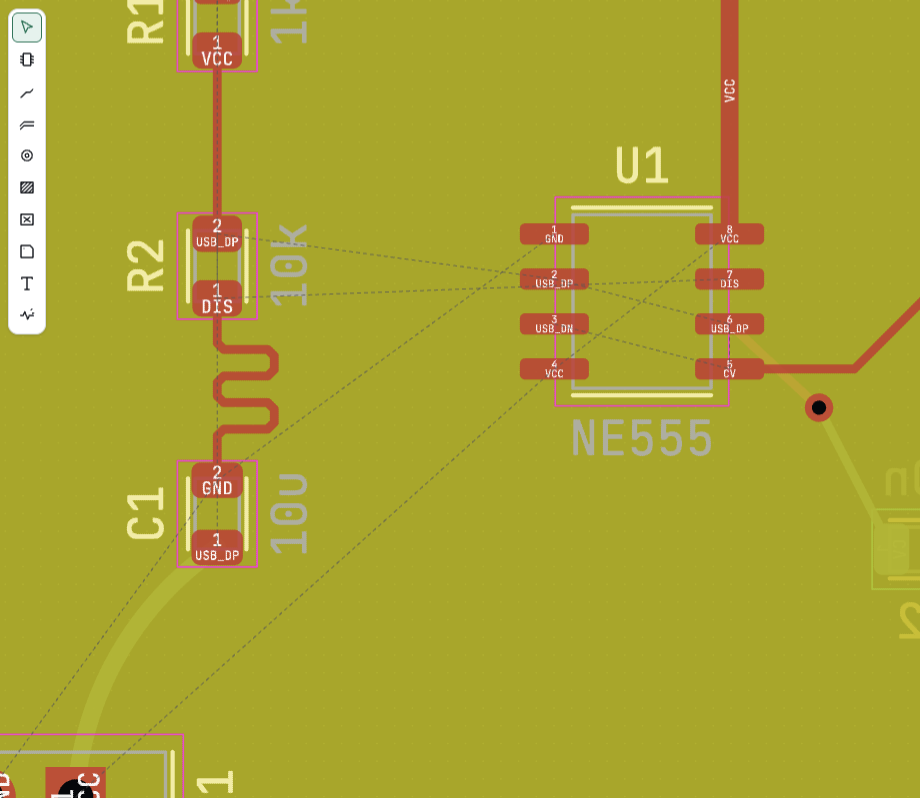 R1
1k
1
VCC
VCC
U1
R2
10k
2
USB_DP
1
DIS
1
GND
2
USB_DP
3
USB_DN
4
VCC
8
VCC
7
DIS
6
USB_DP
5
CV
NE555
C1
10u
2
GND
1
USB_DP
1
T